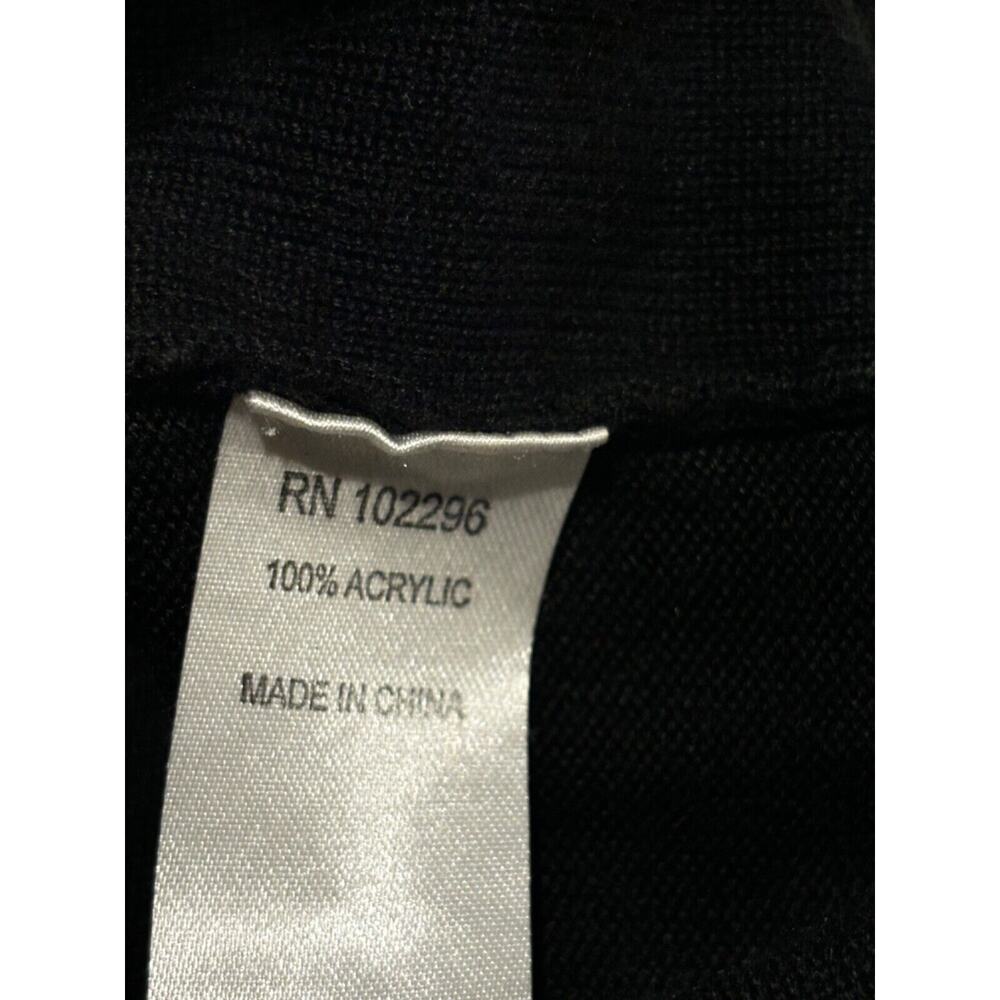 RN 102296
100% ACRYLIC
MADE IN CHINA